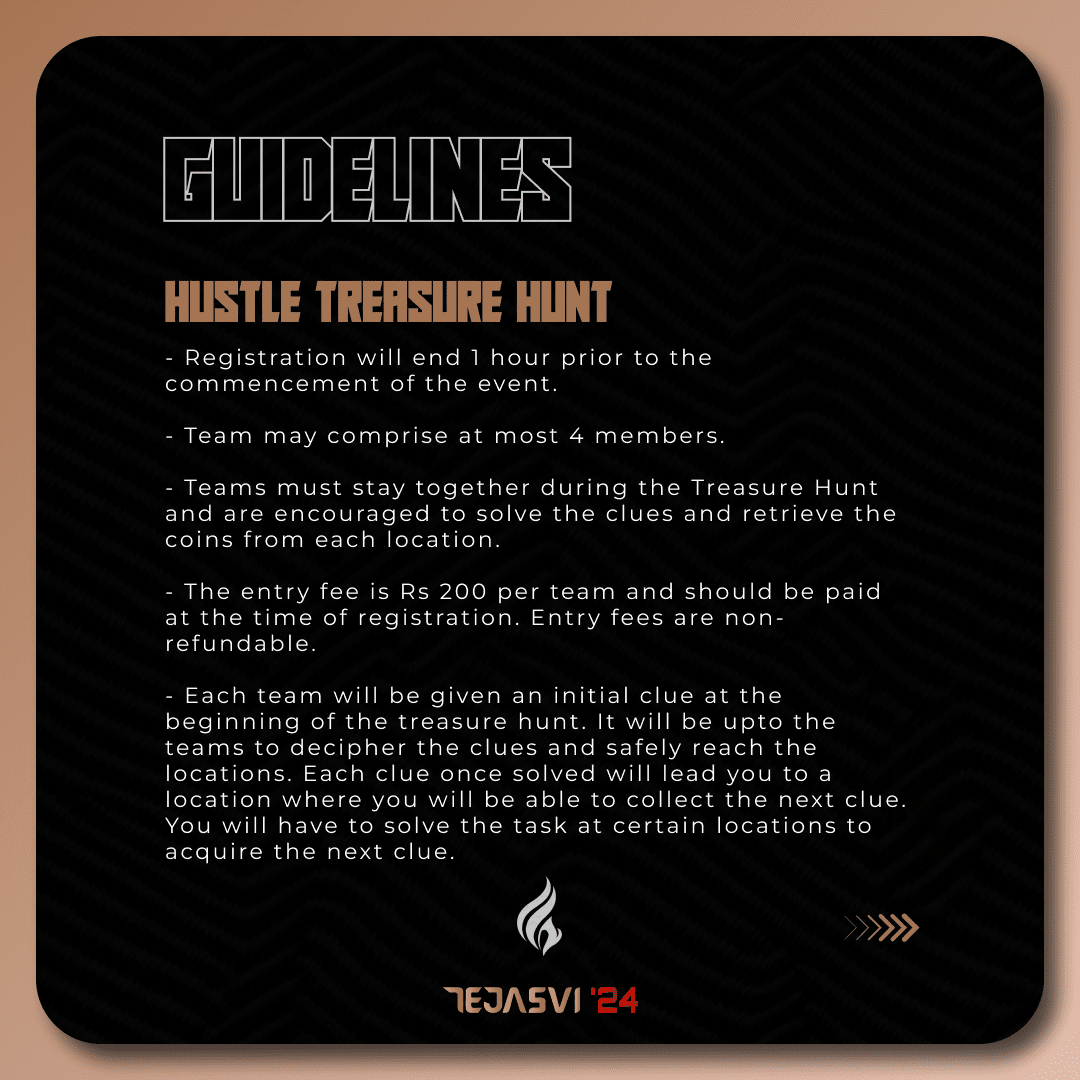 GUIDELINES
HUSTLE TREASURE HUNT
- Registration will end 1 hour prior to the
commencement of the event.
- Team may comprise at most 4 members.
- Teams must stay together during the Treasure Hunt
and are encouraged to solve the clues and retrieve the
coins from each location.
- The entry fee is Rs 200 per team and should be paid
at the time of registration. Entry fees are non-
refundable.
- Each team will be given an initial clue at the
beginning of the treasure hunt. It will be upto the
teams to decipher the clues and safely reach the
locations. Each clue once solved will lead you to a
location where you will be able to collect the next clue.
You will have to solve the task at certain locations to
acquire the next clue.
TEJASVI '24